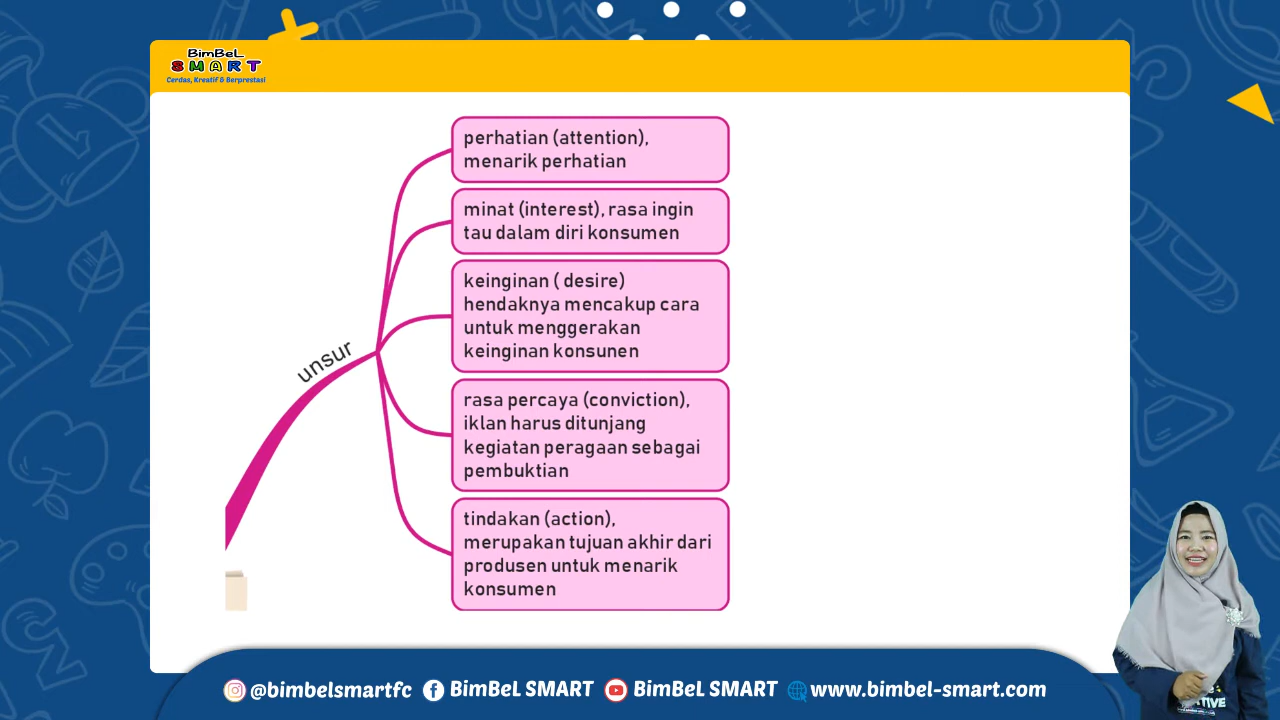 BimBeL
SMART
Cerdas, Kreatif & Berprestasi
unsur
perhatian (attention),
menarik perhatian
minat (interest), rasa ingin
tau dalam diri konsumen
keinginan ( desire)
hendaknya mencakup cara
untuk menggerakan
keinginan konsunen
rasa percaya (conviction),
iklan harus ditunjang
kegiatan peragaan sebagai
pembuktian
tindakan (action),
merupakan tujuan akhir dari
produsen untuk menarik
konsumen
@bimbelsmartfc BimBeL SMART BimBeL SMART www.bimbel-smart.com